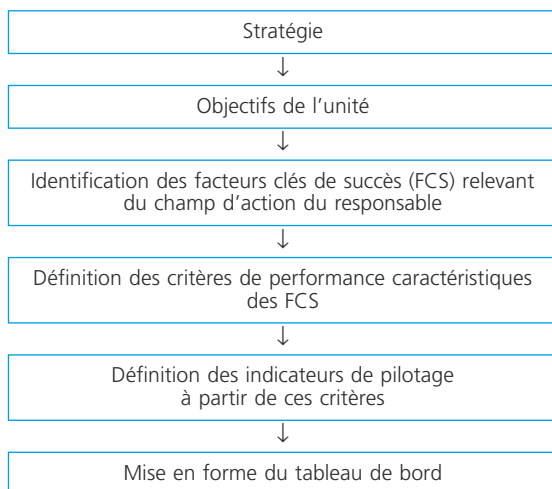 Stratégie
↓
Objectifs de l'unité
↓
Identification des facteurs clés de succès (FCS) relevant
du champ d'action du responsable
↓
Définition des critères de performance caractéristiques
des FCS
↓
Définition des indicateurs de pilotage
à partir de ces critères
↓
Mise en forme du tableau de bord